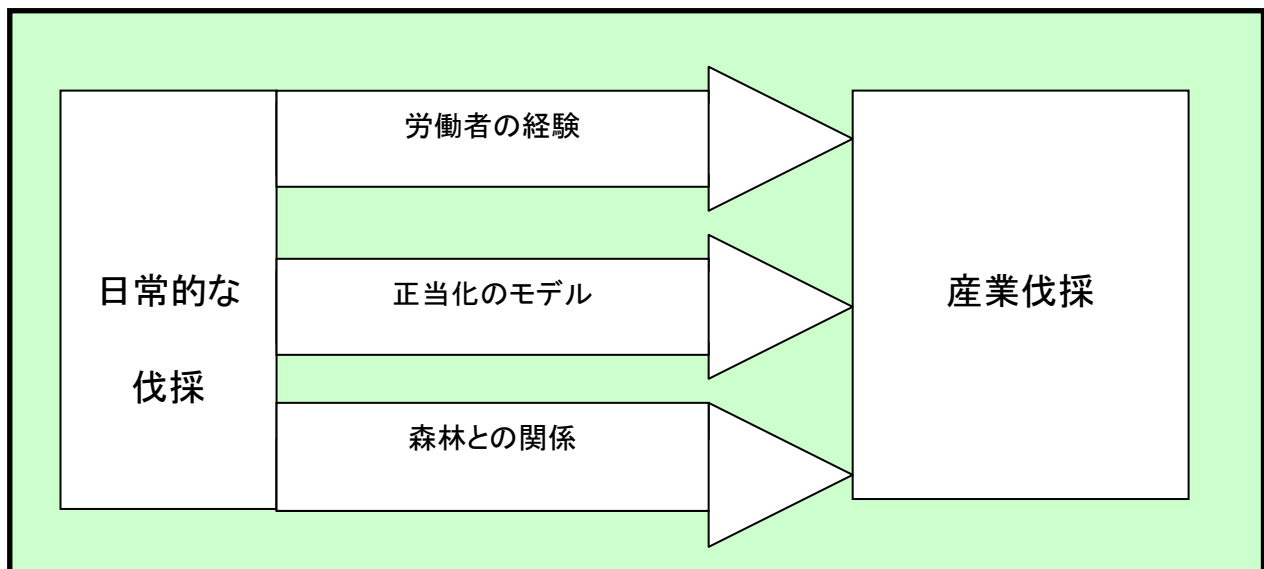 日常的な
伐採
労働者の経験
正当化のモデル
森林との関係
産業伐採